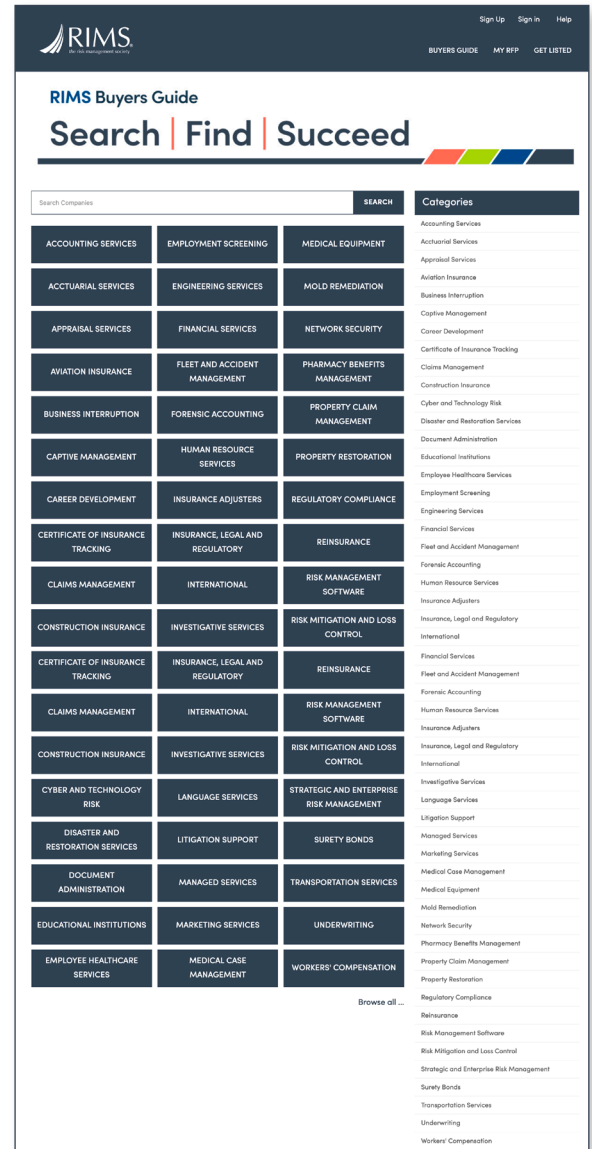 Sign Up Sign in Help
RIMS®
the risk management society
BUYERS GUIDE MY RFP GET LISTED
RIMS Buyers Guide
Search | Find | Succeed
Search Companies SEARCH
ACCOUNTING SERVICES EMPLOYMENT SCREENING MEDICAL EQUIPMENT
ACCTUARIAL SERVICES ENGINEERING SERVICES MOLD REMEDIATION
APPRAISAL SERVICES FINANCIAL SERVICES NETWORK SECURITY
AVIATION INSURANCE
FLEET AND ACCIDENT
MANAGEMENT
PHARMACY BENEFITS
MANAGEMENT
BUSINESS INTERRUPTION FORENSIC ACCOUNTING
PROPERTY CLAIM
MANAGEMENT
CAPTIVE MANAGEMENT
HUMAN RESOURCE
SERVICES
PROPERTY RESTORATION
CAREER DEVELOPMENT INSURANCE ADJUSTERS REGULATORY COMPLIANCE
CERTIFICATE OF INSURANCE
TRACKING
INSURANCE, LEGAL AND
REGULATORY
REINSURANCE
CLAIMS MANAGEMENT INTERNATIONAL
RISK MANAGEMENT
SOFTWARE
CONSTRUCTION INSURANCE INVESTIGATIVE SERVICES
RISK MITIGATION AND LOSS
CONTROL
CERTIFICATE OF INSURANCE
TRACKING
INSURANCE, LEGAL AND
REGULATORY
REINSURANCE
CLAIMS MANAGEMENT INTERNATIONAL
RISK MANAGEMENT
SOFTWARE
CONSTRUCTION INSURANCE INVESTIGATIVE SERVICES
RISK MITIGATION AND LOSS
CONTROL
CYBER AND TECHNOLOGY
RISK
LANGUAGE SERVICES
STRATEGIC AND ENTERPRISE
RISK MANAGEMENT
DISASTER AND
RESTORATION SERVICES
LITIGATION SUPPORT SURETY BONDS
DOCUMENT
ADMINISTRATION
MANAGED SERVICES TRANSPORTATION SERVICES
EDUCATIONAL INSTITUTIONS MARKETING SERVICES UNDERWRITING
EMPLOYEE HEALTHCARE
SERVICES
MEDICAL CASE
MANAGEMENT
WORKERS' COMPENSATION
Browse all ...
Categories
Accounting Services
Acctuarial Services
Appraisal Services
Aviation Insurance
Business Interruption
Captive Management
Career Development
Certificate of Insurance Tracking
Claims Management
Construction Insurance
Cyber and Technology Risk
Disaster and Restoration Services
Document Administration
Educational Institutions
Employee Healthcare Services
Employment Screening
Engineering Services
Financial Services
Fleet and Accident Management
Forensic Accounting
Human Resource Services
Insurance Adjusters
Insurance, Legal and Regulatory
International
Financial Services
Fleet and Accident Management
Forensic Accounting
Human Resource Services
Insurance Adjusters
Insurance, Legal and Regulatory
International
Investigative Services
Language Services
Litigation Support
Managed Services
Marketing Services
Medical Case Management
Medical Equipment
Mold Remediation
Network Security
Pharmacy Benefits Management
Property Claim Management
Property Restoration
Regulatory Compliance
Reinsurance
Risk Management Software
Risk Mitigation and Loss Control
Strategic and Enterprise Risk Management
Surety Bonds
Transportation Services
Underwriting
Workers' Compensation